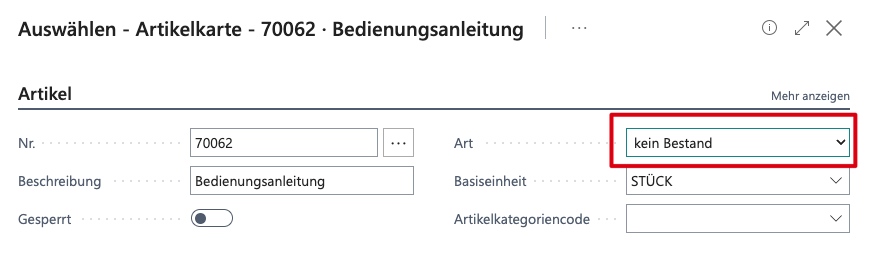 Auswählen - Artikelkarte - 70062 · Bedienungsanleitung ···
Artikel Mehr anzeigen
Nr. 70062 ··· Art kein Bestand
Beschreibung Bedienungsanleitung Basiseinheit STÜCK
Gesperrt Artikelkategoriencode